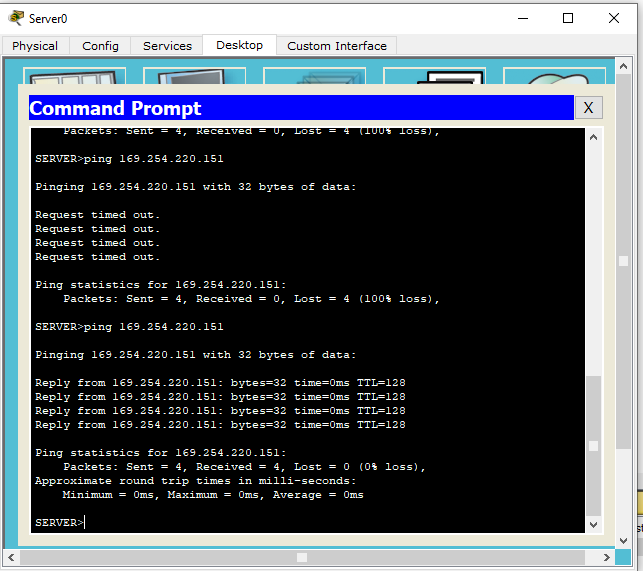 Server0
Physical Config Services Desktop Custom Interface
Command Prompt X
Packets: Sent = 4, Received = 0, Lost = 4 (100% loss),
SERVER>ping 169.254.220.151
Pinging 169.254.220.151 with 32 bytes of data:
Request timed out.
Request timed out.
Request timed out.
Request timed out.
Ping statistics for 169.254.220.151:
Packets: Sent = 4, Received = 0, Lost = 4 (100% loss),
SERVER>ping 169.254.220.151
Pinging 169.254.220.151 with 32 bytes of data:
Reply from 169.254.220.151: bytes=32 time=0ms TTL=128
Reply from 169.254.220.151: bytes=32 time=0ms TTL=128
Reply from 169.254.220.151: bytes=32 time=0ms TTL=128
Reply from 169.254.220.151: bytes=32 time=0ms TTL=128
Ping statistics for 169.254.220.151:
Packets: Sent = 4, Received = 4, Lost = 0 (0% loss),
Approximate round trip times in milli-seconds:
Minimum = 0ms, Maximum = 0ms, Average = 0ms
SERVER>